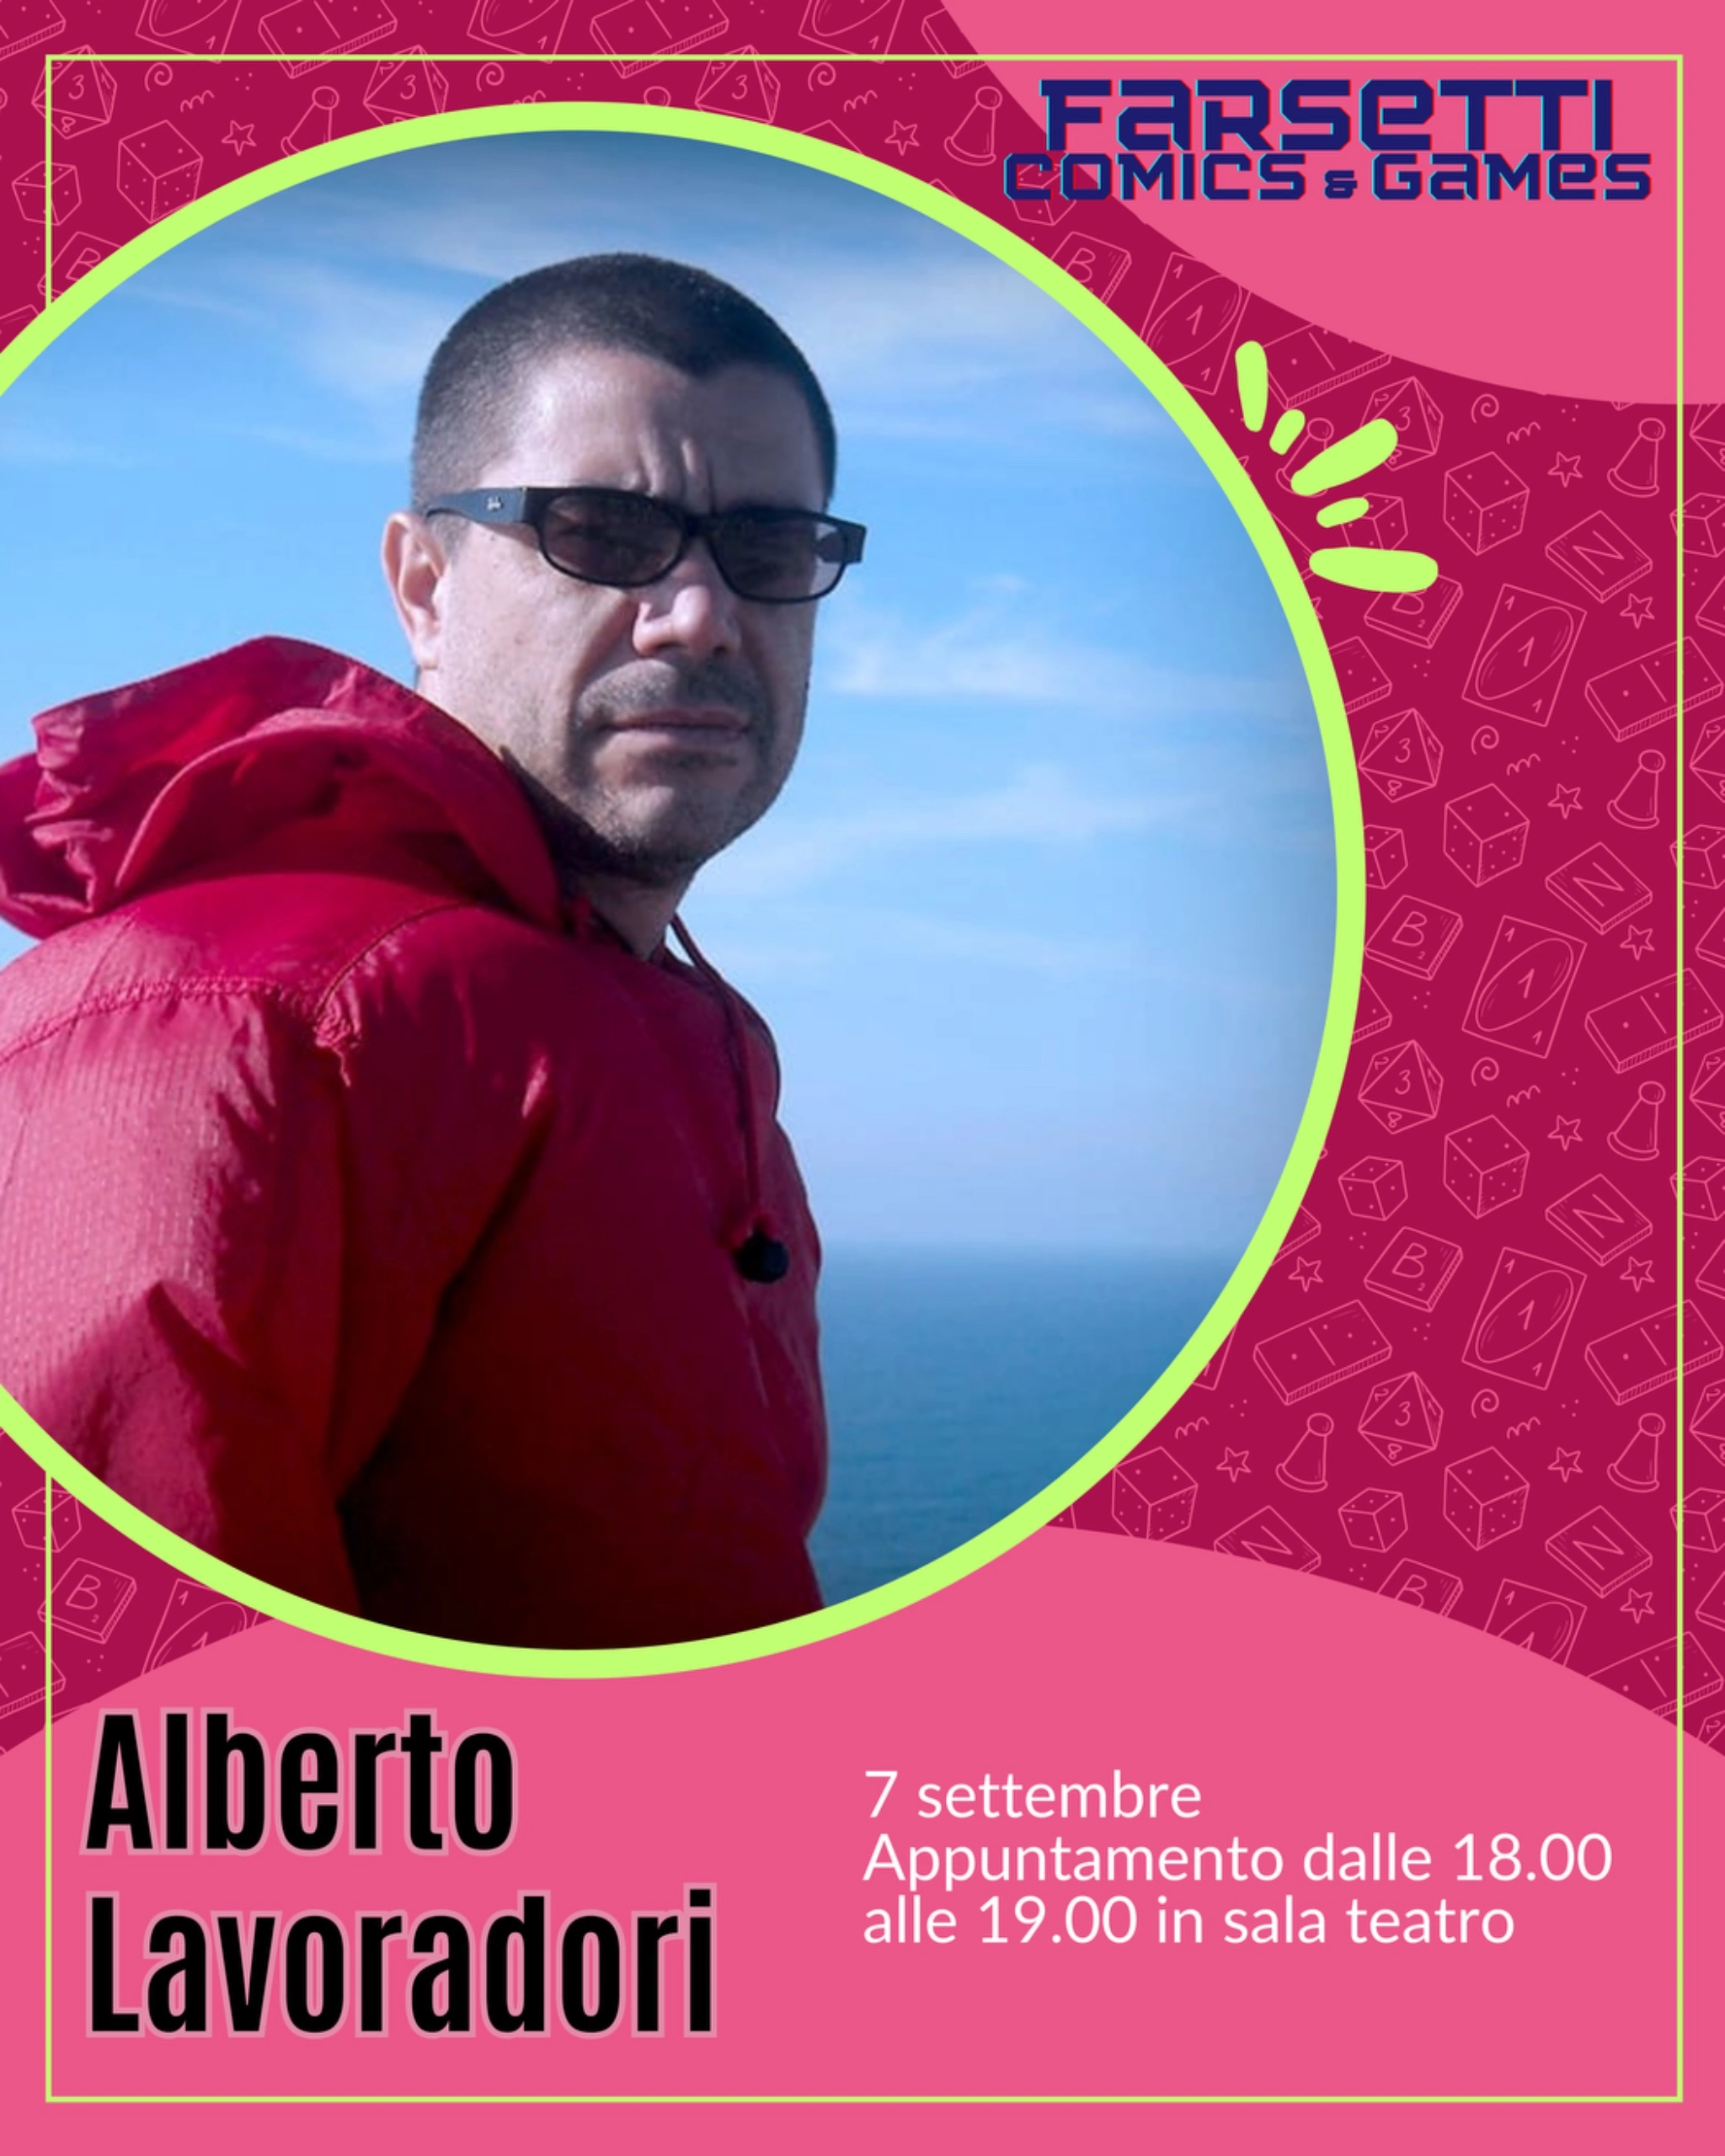 FARSETTI
COMICS & GAMES
Alberto
Lavoradori
7 settembre
Appuntamento dalle 18.00
alle 19.00 in sala teatro